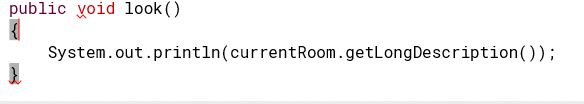 public void look()
{
    System.out.println(currentRoom.getLongDescription());
}